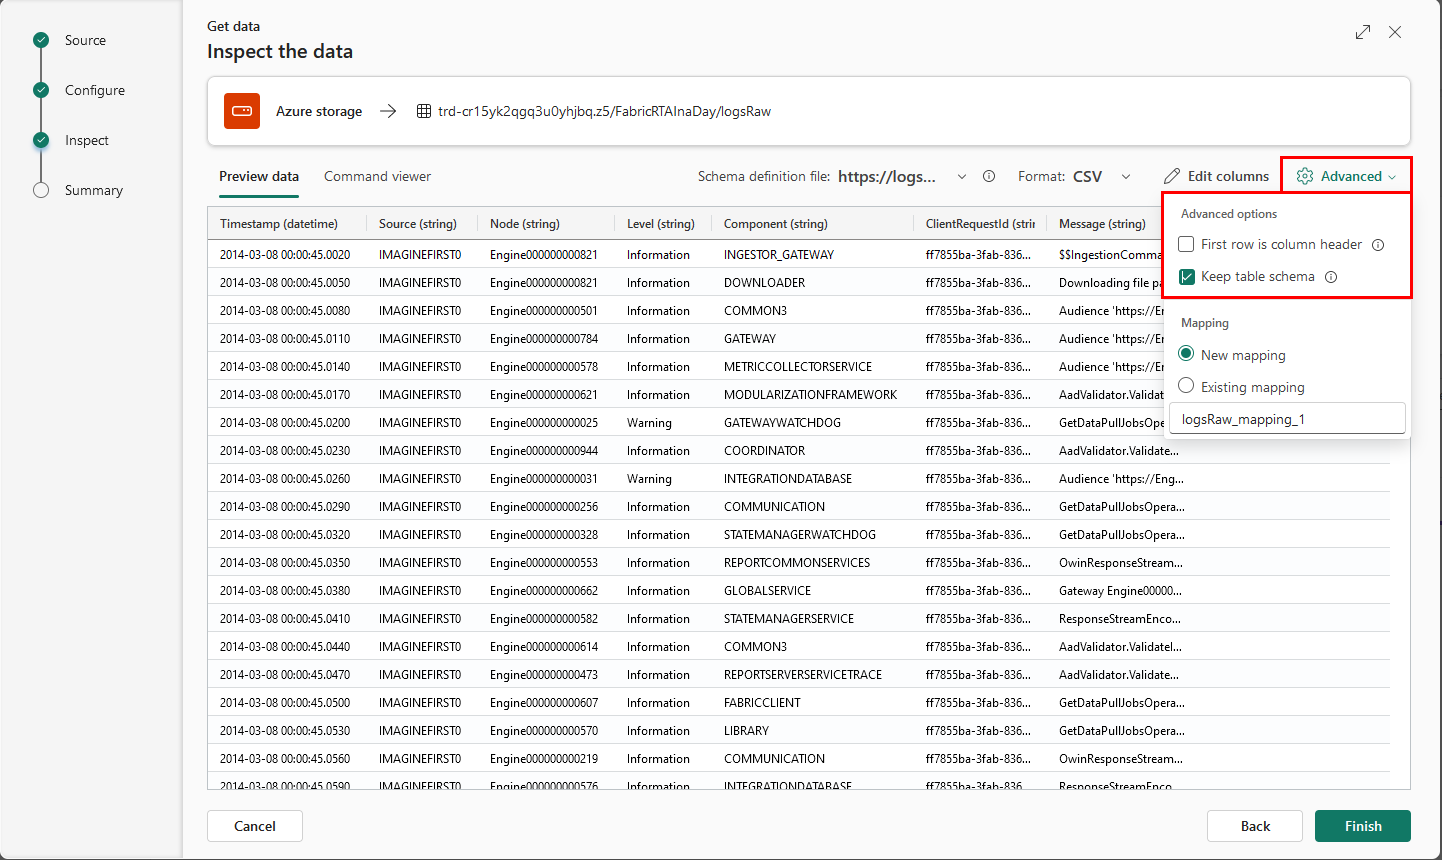 Source
Configure
Inspect
Summary
Get data
Inspect the data
Azure storage → trd-cr15yk2qgq3u0yhjbq.z5/FabricRTAInaDay/logsRaw
Preview data Command viewer Schema definition file: https://logs... Format: CSV Edit columns Advanced
Timestamp (datetime) Source (string) Node (string) Level (string) Component (string) ClientRequestId (strin Message (string)
2014-03-08 00:00:45.0020 IMAGINEFIRST0 Engine000000000821 Information INGESTOR_GATEWAY ff7855ba-3fab-836... $$IngestionComma
2014-03-08 00:00:45.0050 IMAGINEFIRST0 Engine000000000821 Information DOWNLOADER ff7855ba-3fab-836... Downloading file pa
2014-03-08 00:00:45.0080 IMAGINEFIRST0 Engine000000000501 Information COMMON3 ff7855ba-3fab-836... Audience 'https://En
2014-03-08 00:00:45.0110 IMAGINEFIRST0 Engine000000000784 Information GATEWAY ff7855ba-3fab-836... Audience 'https://En
2014-03-08 00:00:45.0140 IMAGINEFIRST0 Engine000000000578 Information METRICCOLLECTORSERVICE ff7855ba-3fab-836... Audience 'https://En
2014-03-08 00:00:45.0170 IMAGINEFIRST0 Engine000000000621 Information MODULARIZATIONFRAMEWORK ff7855ba-3fab-836... AadValidator.Validat
2014-03-08 00:00:45.0200 IMAGINEFIRST0 Engine000000000025 Warning GATEWAYWATCHDOG ff7855ba-3fab-836... GetDataPullJobsOpe
2014-03-08 00:00:45.0230 IMAGINEFIRST0 Engine000000000944 Information COORDINATOR ff7855ba-3fab-836... AadValidator.Validate...
2014-03-08 00:00:45.0260 IMAGINEFIRST0 Engine000000000031 Warning INTEGRATIONDATABASE ff7855ba-3fab-836... Audience 'https://Eng...
2014-03-08 00:00:45.0290 IMAGINEFIRST0 Engine000000000256 Information COMMUNICATION ff7855ba-3fab-836... GetDataPullJobsOpera...
2014-03-08 00:00:45.0320 IMAGINEFIRST0 Engine000000000328 Information STATEMANAGERWATCHDOG ff7855ba-3fab-836... GetDataPullJobsOpera...
2014-03-08 00:00:45.0350 IMAGINEFIRST0 Engine000000000553 Information REPORTCOMMONSERVICES ff7855ba-3fab-836... OwinResponseStream...
2014-03-08 00:00:45.0380 IMAGINEFIRST0 Engine000000000662 Information GLOBALSERVICE ff7855ba-3fab-836... Gateway Engine00000...
2014-03-08 00:00:45.0410 IMAGINEFIRST0 Engine000000000582 Information STATEMANAGERSERVICE ff7855ba-3fab-836... ResponseStreamEnco...
2014-03-08 00:00:45.0440 IMAGINEFIRST0 Engine000000000614 Information COMMON3 ff7855ba-3fab-836... AadValidator.ValidateI...
2014-03-08 00:00:45.0470 IMAGINEFIRST0 Engine000000000473 Information REPORTSERVERSERVICETRACE ff7855ba-3fab-836... AadValidator.Validate...
2014-03-08 00:00:45.0500 IMAGINEFIRST0 Engine000000000607 Information FABRICCLIENT ff7855ba-3fab-836... GetDataPullJobsOpera...
2014-03-08 00:00:45.0530 IMAGINEFIRST0 Engine000000000570 Information LIBRARY ff7855ba-3fab-836... GetDataPullJobsOpera...
2014-03-08 00:00:45.0560 IMAGINEFIRST0 Engine000000000219 Information COMMUNICATION ff7855ba-3fab-836... OwinResponseStream...
2014-03-08 00:00:45.0590 IMAGINEFIRST0 Engine000000000576 Information INTEGRATIONDATABASE ff7855ba-3fab-836... ResponseStreamEnco...
Advanced options
First row is column header
Keep table schema
Mapping
New mapping
Existing mapping
logsRaw_mapping_1
Cancel Back Finish